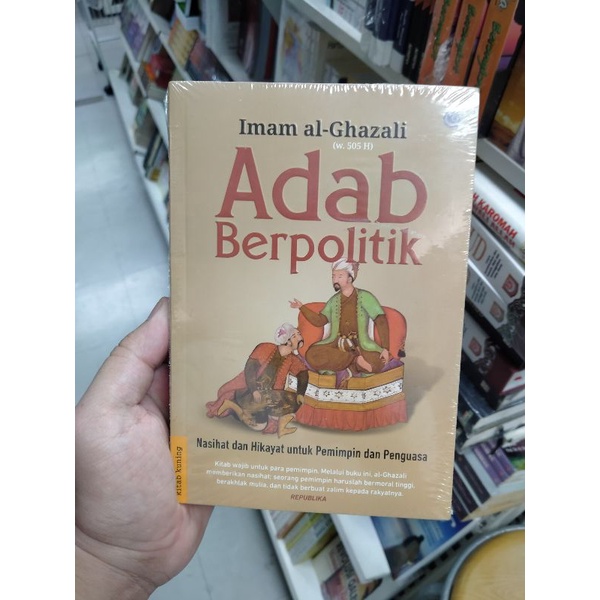 Imam al-Ghazali
(w. 505 H)
Adab
Berpolitik
Nasihat dan Hikayat untuk Pemimpin dan Penguasa
Kitab wajib untuk para pemimpin. Melalui buku ini, al-Ghazali
memberikan nasihat: seorang pemimpin haruslah bermoral tinggi,
berakhlak mulia, dan tidak berbuat zalim kepada rakyatnya.
REPUBLIKA
kitab kuning
KAROMAH